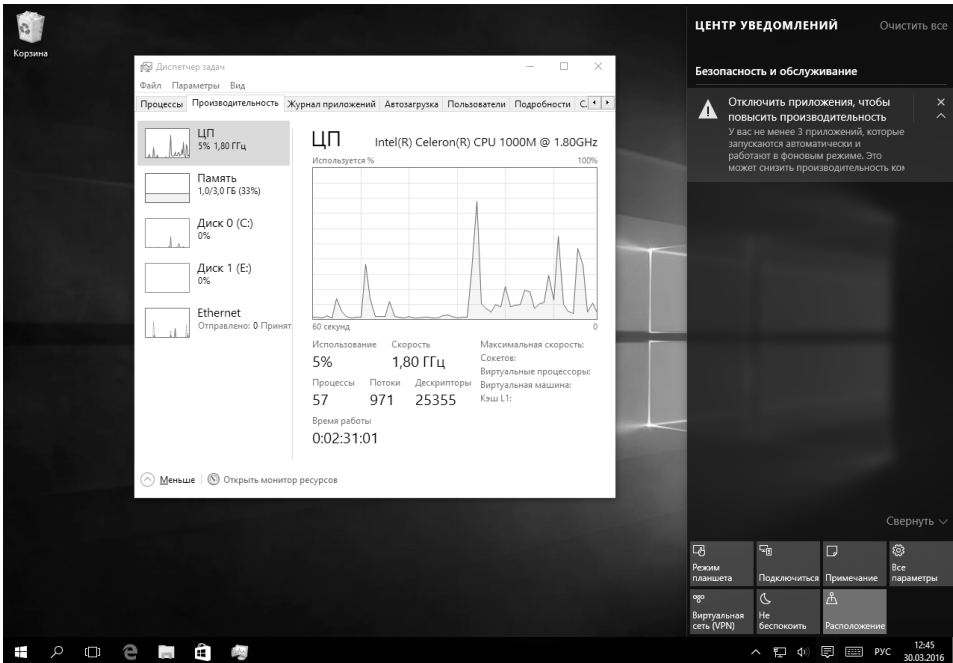 Корзина
Диспетчер задач
Файл Параметры Вид
Процессы Производительность Журнал приложений Автозагрузка Пользователи Подробности С.
ЦП
5% 1,80 ГГц
Память
1,0/3,0 ГБ (33%)
Диск 0 (C:)
0%
Диск 1 (E:)
0%
Ethernet
Отправлено: 0 Принят
ЦП Intel(R) Celeron(R) CPU 1000M @ 1.80GHz
Используется % 100%
60 секунд 0
Использование Скорость
5% 1,80 ГГц
Процессы Потоки Дескрипторы
57 971 25355
Время работы
0:02:31:01
Максимальная скорость:
Сокетов:
Виртуальные процессоры:
Виртуальная машина:
Кэш L1:
Меньше Открыть монитор ресурсов
ЦЕНТР УВЕДОМЛЕНИЙ Очистить все
Безопасность и обслуживание
Отключить приложения, чтобы
повысить производительность
У вас не менее 3 приложений, которые
запускаются автоматически и
работают в фоновым режиме. Это
может снизить производительность ком
Свернуть
Режим
планшета
Подключиться
Примечание
Все
параметры
Виртуальная
сеть (VPN)
Не
беспокоить
Расположение
РУС
12:45
30.03.2016